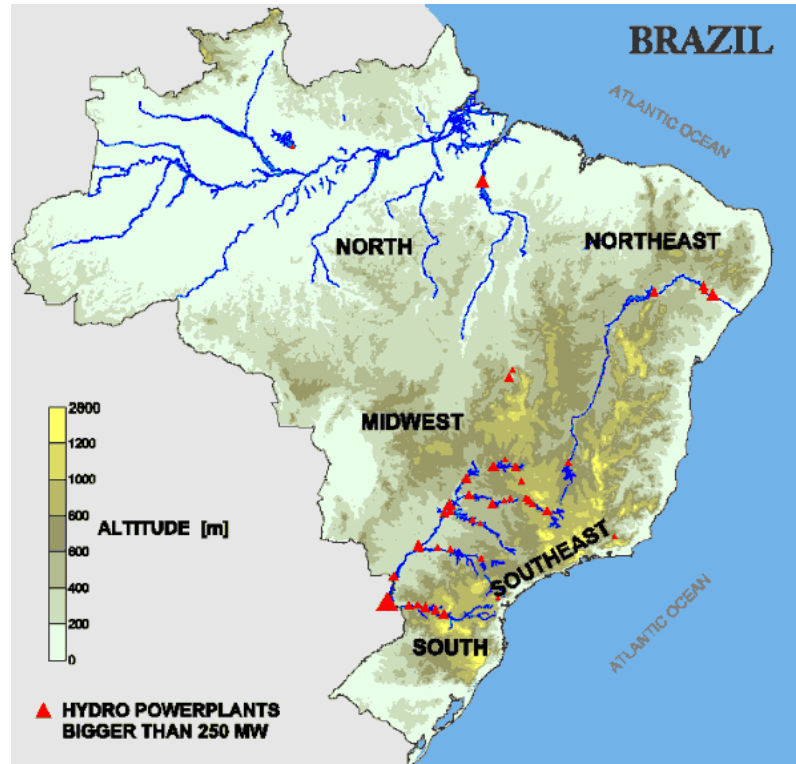 BRAZIL
ATLANTIC OCEAN
NORTH
NORTHEAST
MIDWEST
2800
1200
1000
800
600
400
200
0
ALTITUDE [m]
SOUTHEAST
SOUTH
ATLANTIC OCEAN
HYDRO POWERPLANTS
BIGGER THAN 250 MW